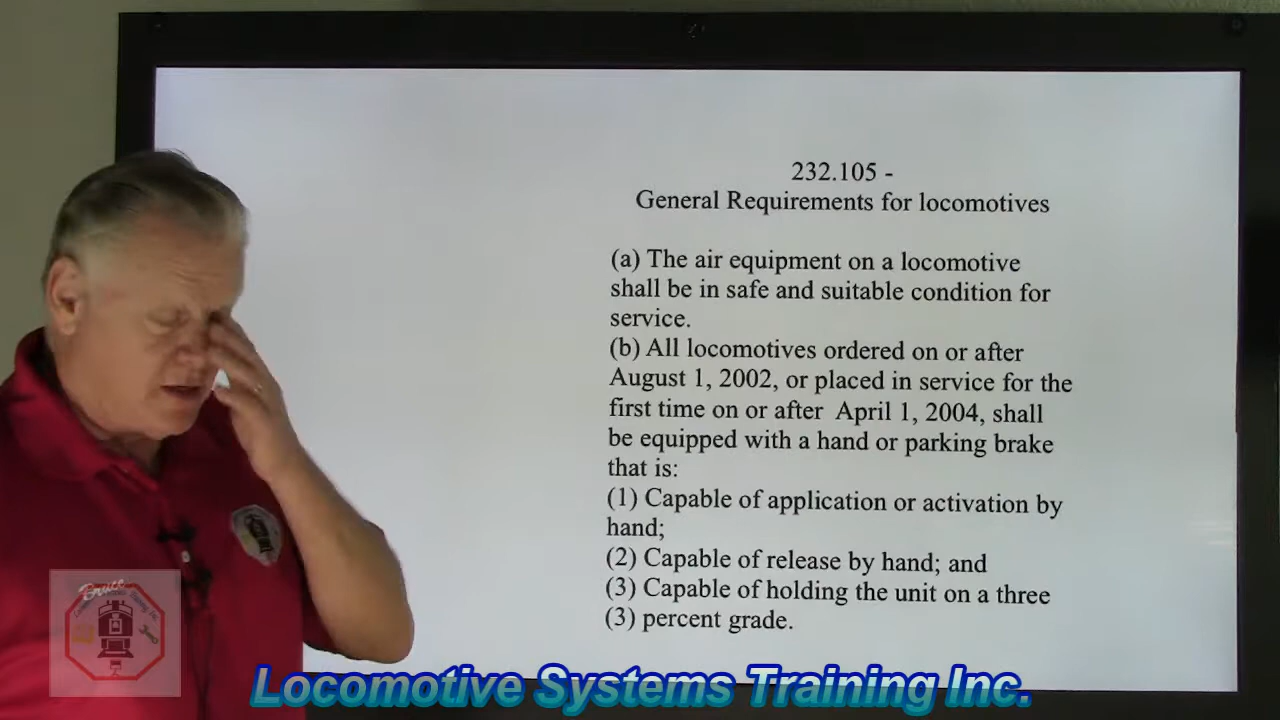 232.105 -
General Requirements for locomotives
(a) The air equipment on a locomotive
shall be in safe and suitable condition for
service.
(b) All locomotives ordered on or after
August 1, 2002, or placed in service for the
first time on or after April 1, 2004, shall
be equipped with a hand or parking brake
that is:
(1) Capable of application or activation by
hand;
(2) Capable of release by hand; and
(3) Capable of holding the unit on a three
(3) percent grade.
Bruce
Locomotive Systems Training Inc.